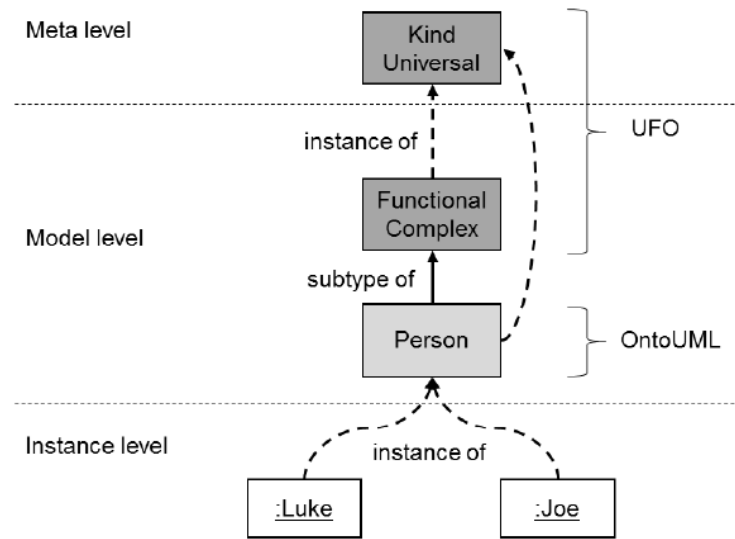 Meta level
Kind
Universal
instance of
UFO
Functional
Complex
Model level
subtype of
Person
OntoUML
Instance level
instance of
:Luke
:Joe